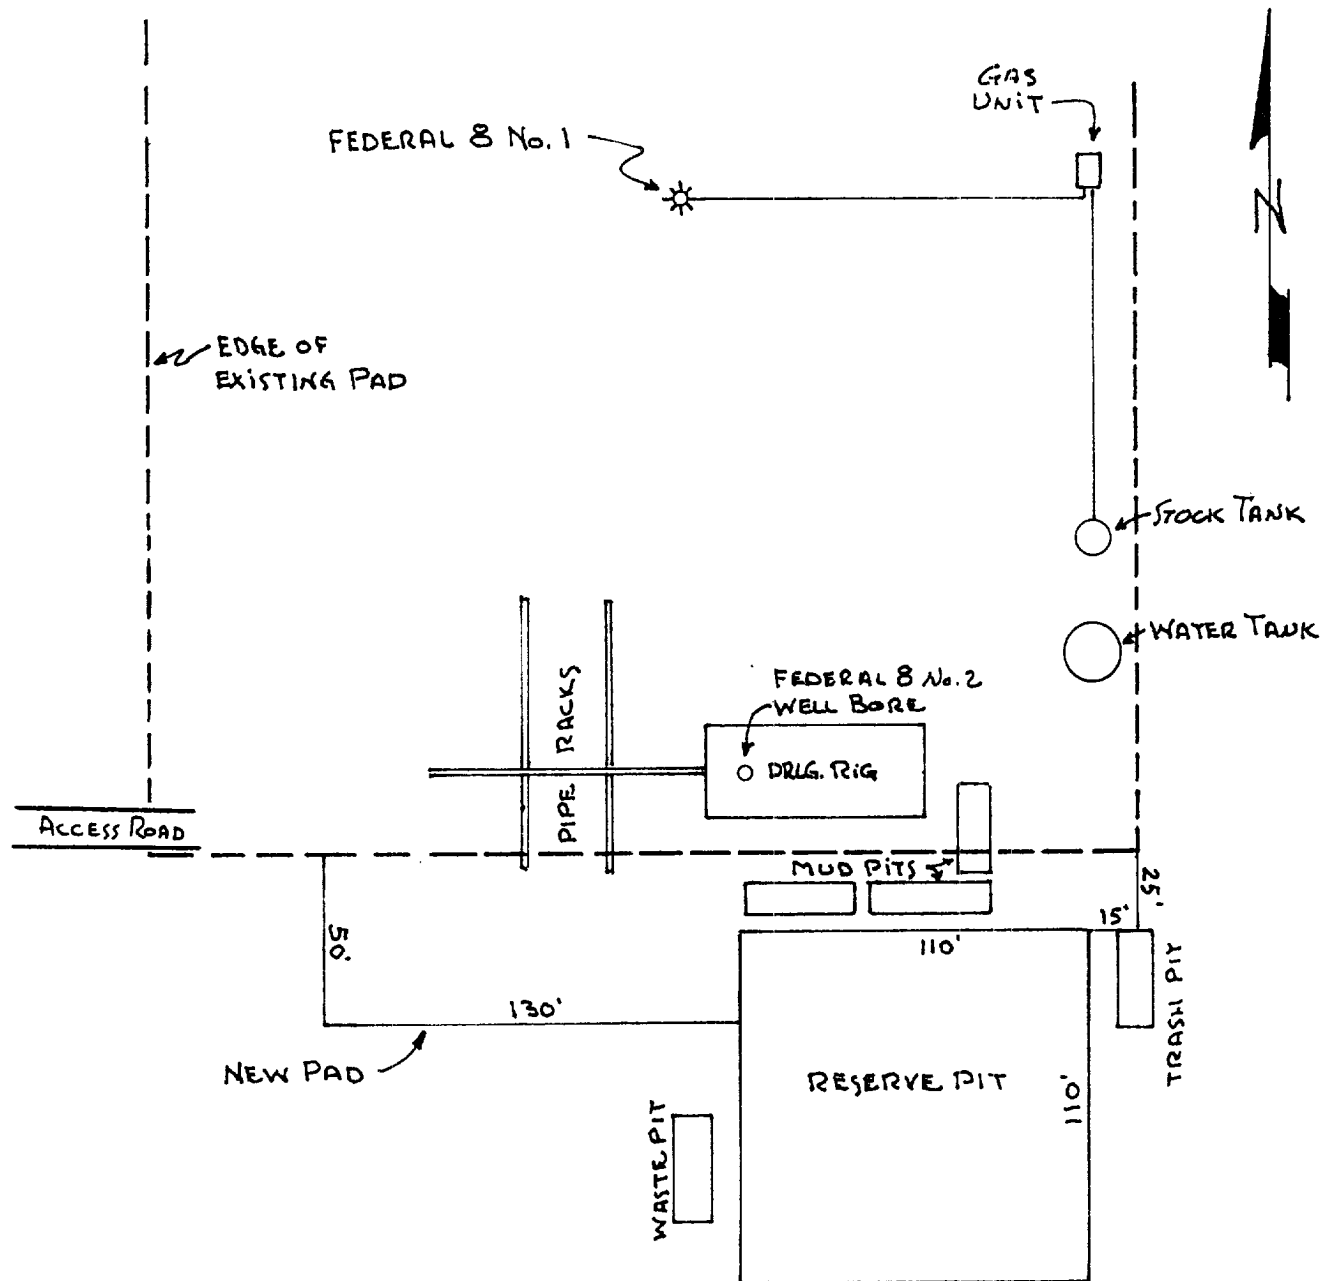 GAS
UNIT
FEDERAL 8 No. 1
N
EDGE OF
EXISTING PAD
STOCK TANK
WATER TANK
FEDERAL 8 No. 2
WELL BORE
PIPE RACKS
DRLG. RIG
ACCESS ROAD
MUD PITS
25'
15'
50'
110'
130'
TRASH PIT
NEW PAD
RESERVE PIT
110'
WASTE PIT